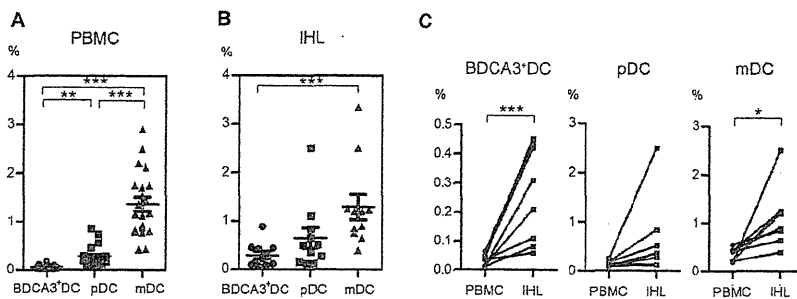 A
PBMC
%
4
3
2
1
0
***
**
***
BDCA3+DC pDC mDC
B
IHL
%
4
3
2
1
0
***
BDCA3+DC pDC mDC
C
BDCA3+DC
%
0.5
0.4
0.3
0.2
0.1
0.0
***
PBMC IHL
pDC
%
3
2
1
0
PBMC IHL
mDC
%
3
2
1
0
*
PBMC IHL